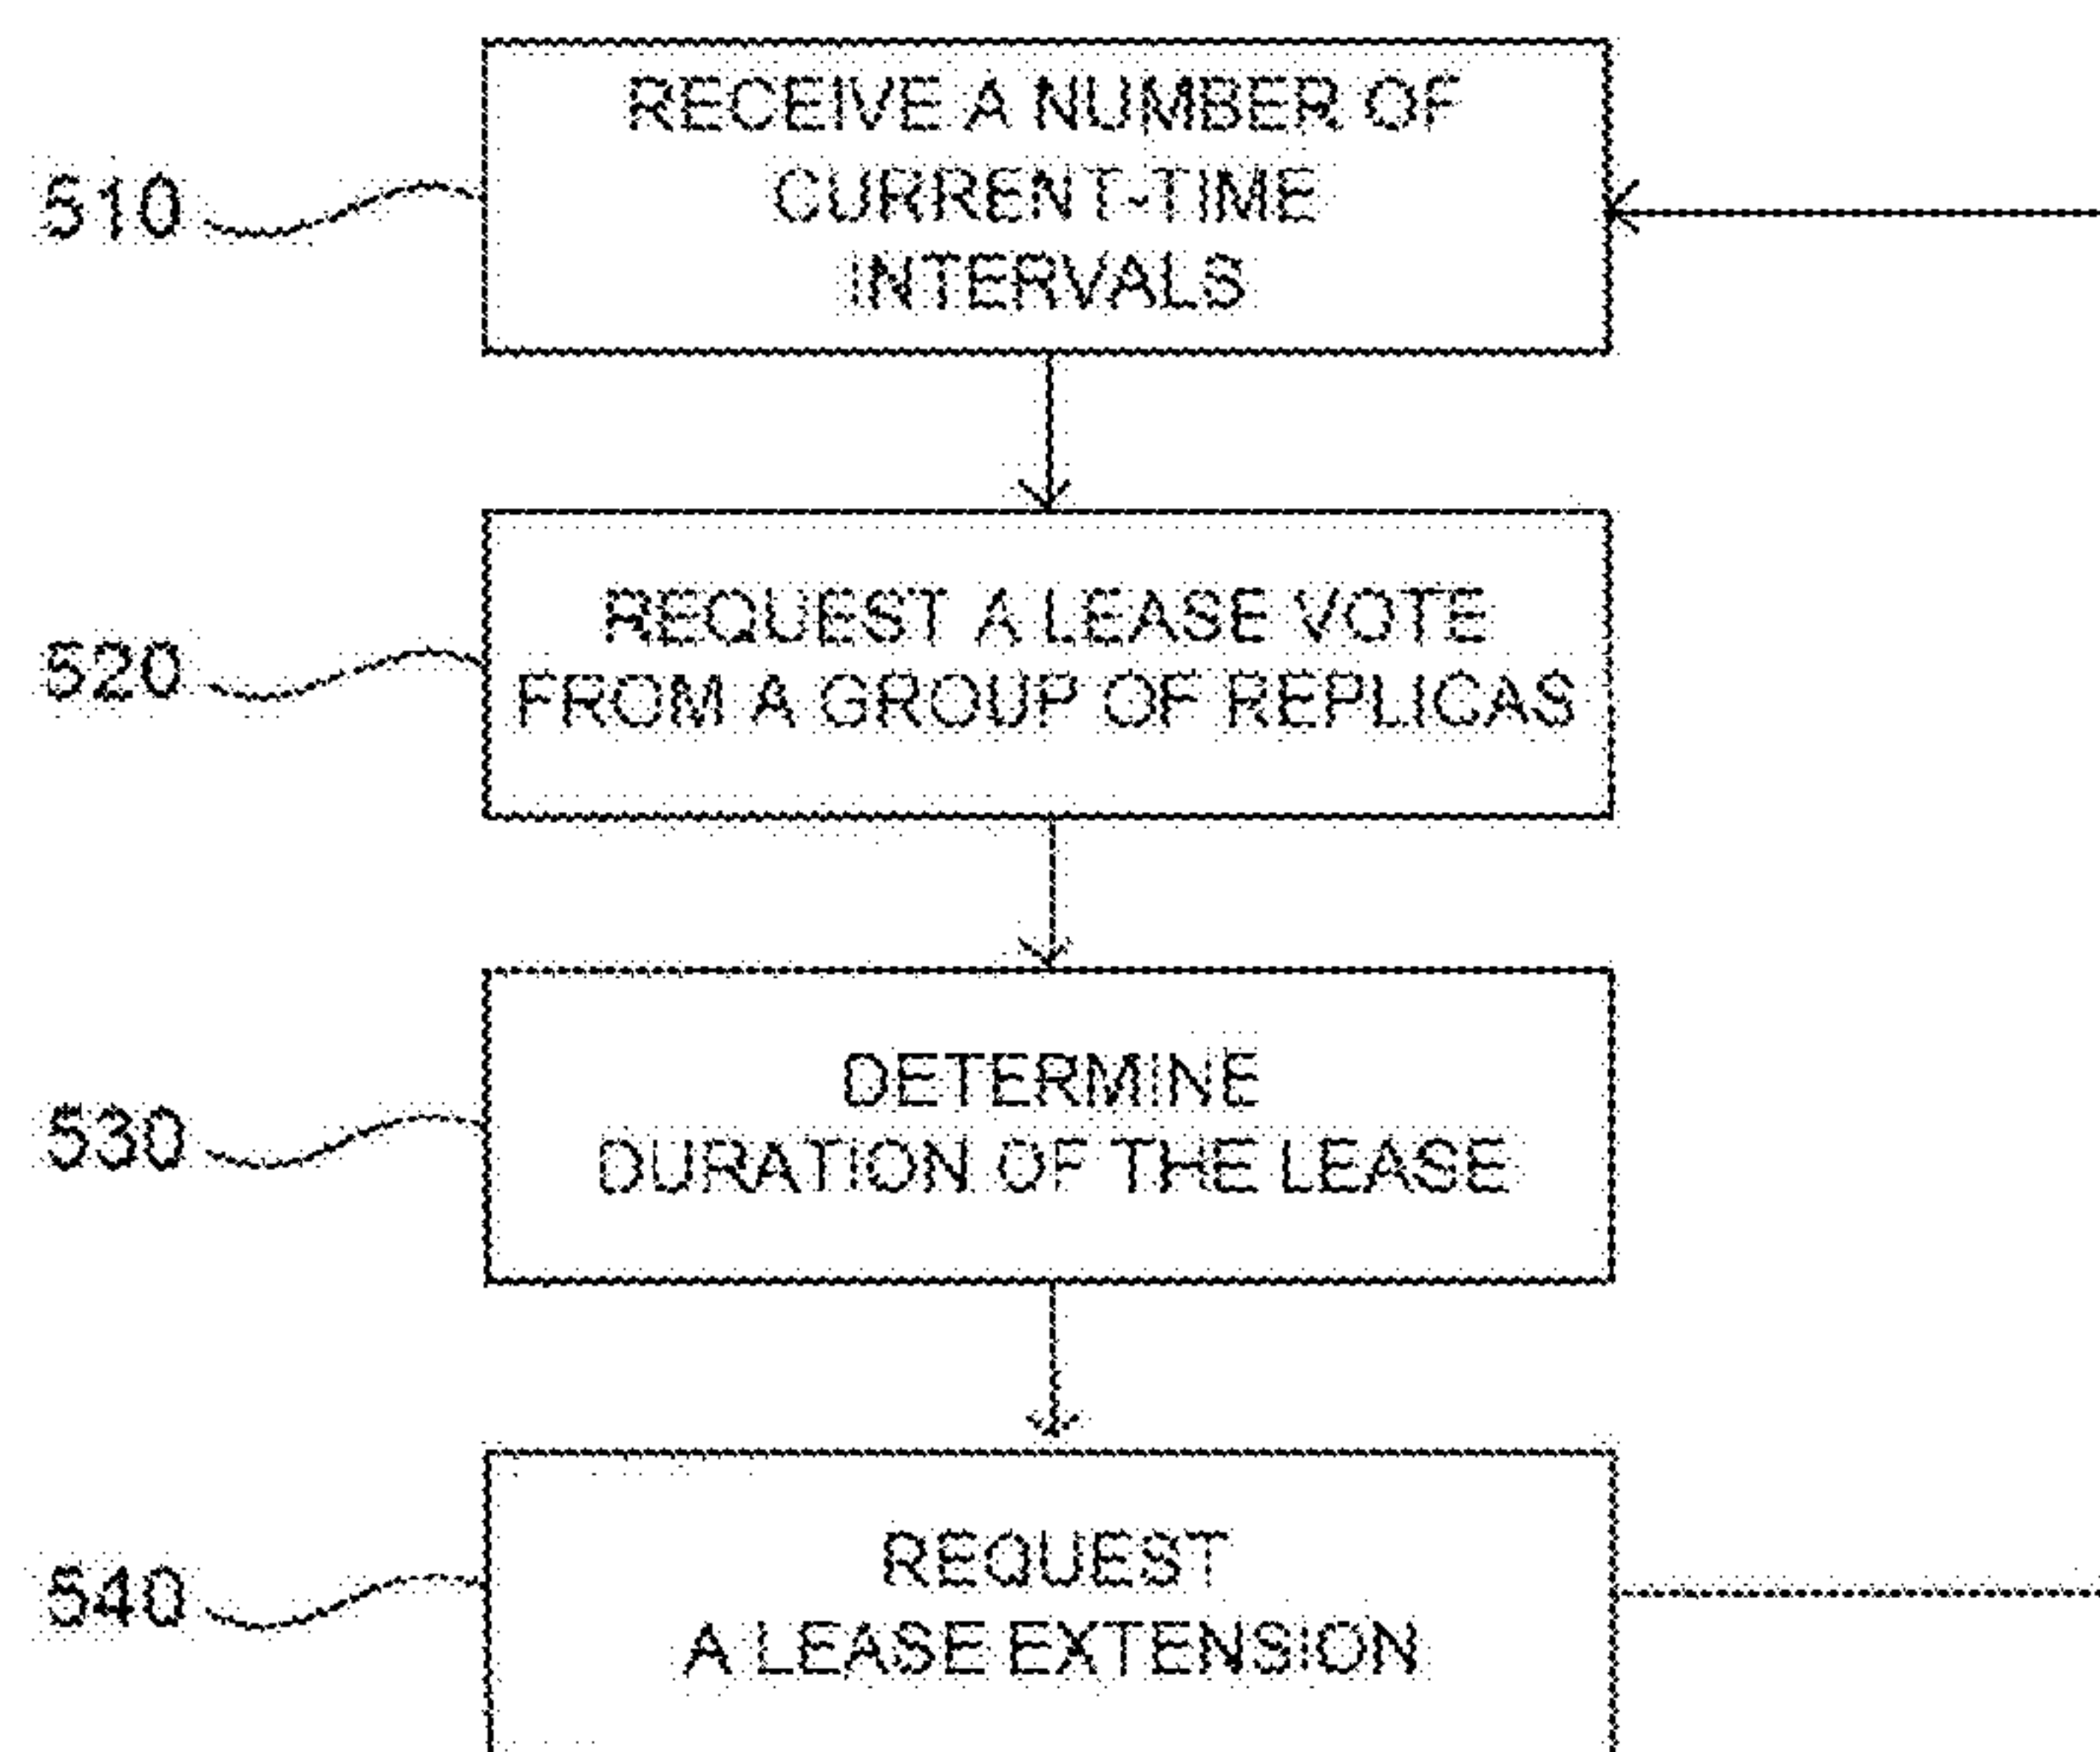 RECEIVE A NUMBER OF
CURRENT-TIME
INTERVALS
510
REQUEST A LEASE VOTE
FROM A GROUP OF REPLICAS
520
DETERMINE
DURATION OF THE LEASE
530
REQUEST
A LEASE EXTENSION
540